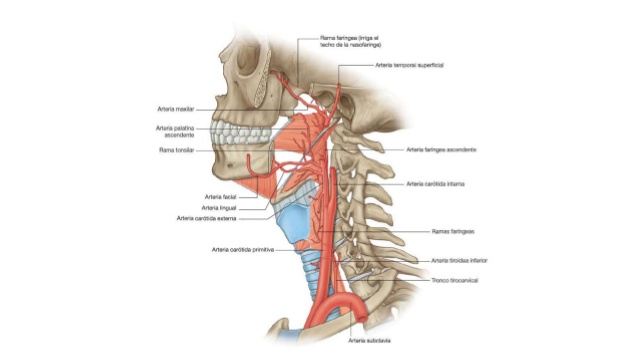 Rama faríngea (irriga el
techo de la nasofaringe)
Arteria temporal superficial
Arteria maxilar
Arteria palatina
ascendente
Rama tonsilar
Arteria faríngea ascendente
Arteria carótida interna
Arteria facial
Arteria lingual
Arteria carótida externa
Ramas faríngeas
Arteria carótida primitiva
Arteria tiroidea inferior
Tronco tirocervical
Arteria subclavia